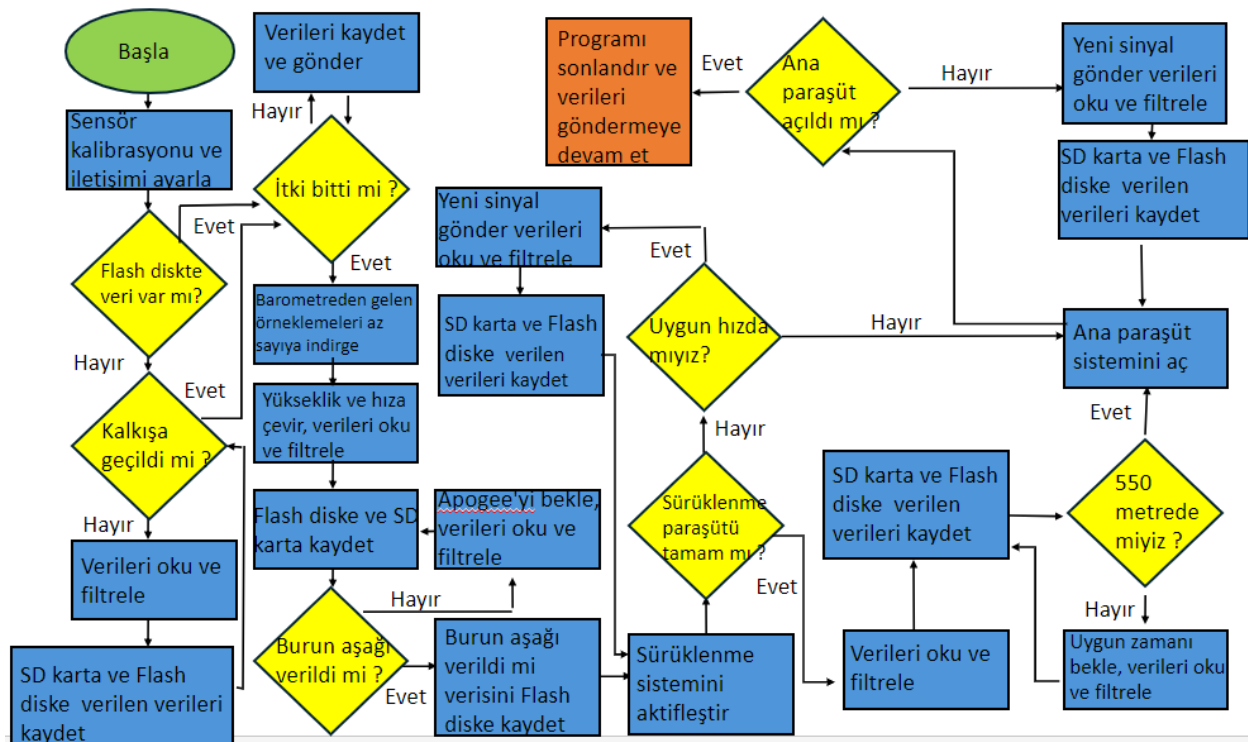 Başla
Sensör
kalibrasyonu ve
iletişimi ayarla
Flash diskte
veri var mı?
Evet
Hayır
Kalkışa
geçildi mi ?
Evet
Hayır
Verileri oku ve
filtrele
SD karta ve Flash
diske verilen verileri
kaydet
Verileri kaydet
ve gönder
Hayır
İtki bitti mi ?
Evet
Barometreden gelen
örneklemeleri az
sayıya indirge
Yükseklik ve hıza
çevir, verileri oku
ve filtrele
Flash diske ve SD
karta kaydet
Apogee'yi bekle,
verileri oku ve
filtrele
Hayır
Burun aşağı
verildi mi ?
Evet
Burun aşağı
verildi mi
verisini Flash
diske kaydet
Sürüklenme
sistemini
aktifleştir
Sürüklenme
paraşütü
tamam mı ?
Hayır
Evet
Uygun hızda
mıyız?
Evet
Hayır
Yeni sinyal
gönder verileri
oku ve filtrele
SD karta ve Flash
diske verilen
verileri kaydet
Verileri oku ve
filtrele
SD karta ve Flash
diske verilen
verileri kaydet
550
metrede
miyiz ?
Evet
Hayır
Uygun zamanı
bekle, verileri oku
ve filtrele
Ana paraşüt
sistemini aç
Ana
paraşüt
açıldı mı ?
Evet
Hayır
Programı
sonlandır ve
verileri
göndermeye
devam et
Yeni sinyal
gönder verileri
oku ve filtrele
SD karta ve Flash
diske verilen
verileri kaydet